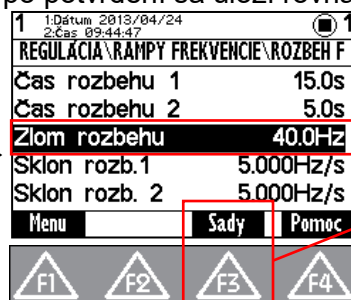 po potvrdení sa uloží rovna
1 1:Dátum 2013/04/24 1
2:Čas 09:44:47
REGULÁCIA\RAMPY FREKVENCIE\ROZBEH F
Čas rozbehu 1 15.0s
Čas rozbehu 2 5.0s
Zlom rozbehu 40.0Hz
Sklon rozb.1 5.000Hz/s
Sklon rozb. 2 5.000Hz/s
Menu Sady Pomoc
F1 F2 F3 F4